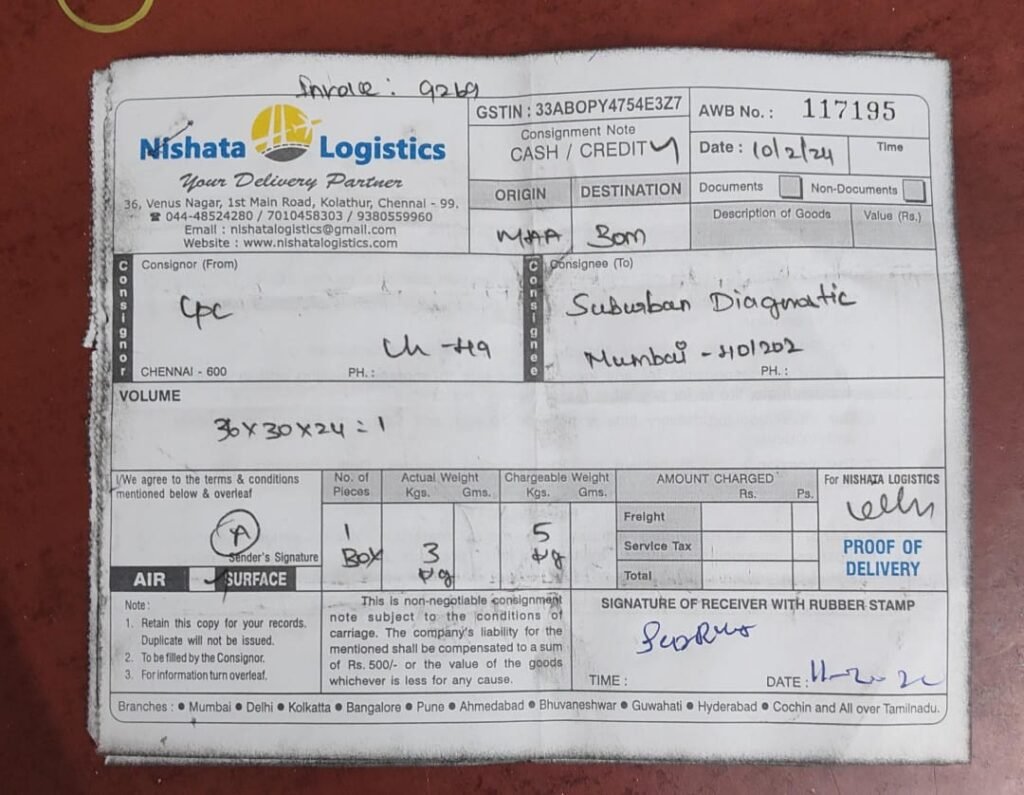 Invoice : 9269
Nishata Logistics
Your Delivery Partner
36, Venus Nagar, 1st Main Road, Kolathur, Chennai - 99.
☎ 044-48524280 / 7010458303 / 9380559960
Email : nishatalogistics@gmail.com
Website : www.nishatalogistics.com
GSTIN : 33ABOPY4754E3Z7
Consignment Note
CASH / CREDIT
ORIGIN DESTINATION
MAA Bom
AWB No. : 117195
Date : 10/2/24 Time
Documents Non-Documents
Description of Goods Value (Rs.)
Consignor
Consignor (From)
Cpc
Ch - 49
CHENNAI - 600 PH. :
Consignee
Consignee (To)
Suburban Diagnostic
Mumbai - 401202
PH. :
VOLUME
36 x 30 x 24 = 1
I/We agree to the terms & conditions
mentioned below & overleaf
A
Sender's Signature
AIR ✓ SURFACE
No. of
Pieces
1
Box
Actual Weight
Kgs. Gms.
3
kg
Chargeable Weight
Kgs. Gms.
5
kg
AMOUNT CHARGED
Rs. Ps.
Freight
Service Tax
Total
For NISHATA LOGISTICS
PROOF OF
DELIVERY
Note :
1. Retain this copy for your records.
Duplicate will not be issued.
2. To be filled by the Consignor.
3. For information turn overleaf.
This is non-negotiable consignment
note subject to the conditions of
carriage. The company's liability for the
mentioned shall be compensated to a sum
of Rs. 500/- or the value of the goods
whichever is less for any cause.
SIGNATURE OF RECEIVER WITH RUBBER STAMP
TIME : DATE :
Branches : ● Mumbai ● Delhi ● Kolkatta ● Bangalore ● Pune ● Ahmedabad ● Bhuvaneshwar ● Guwahati ● Hyderabad ● Cochin and All over Tamilnadu.